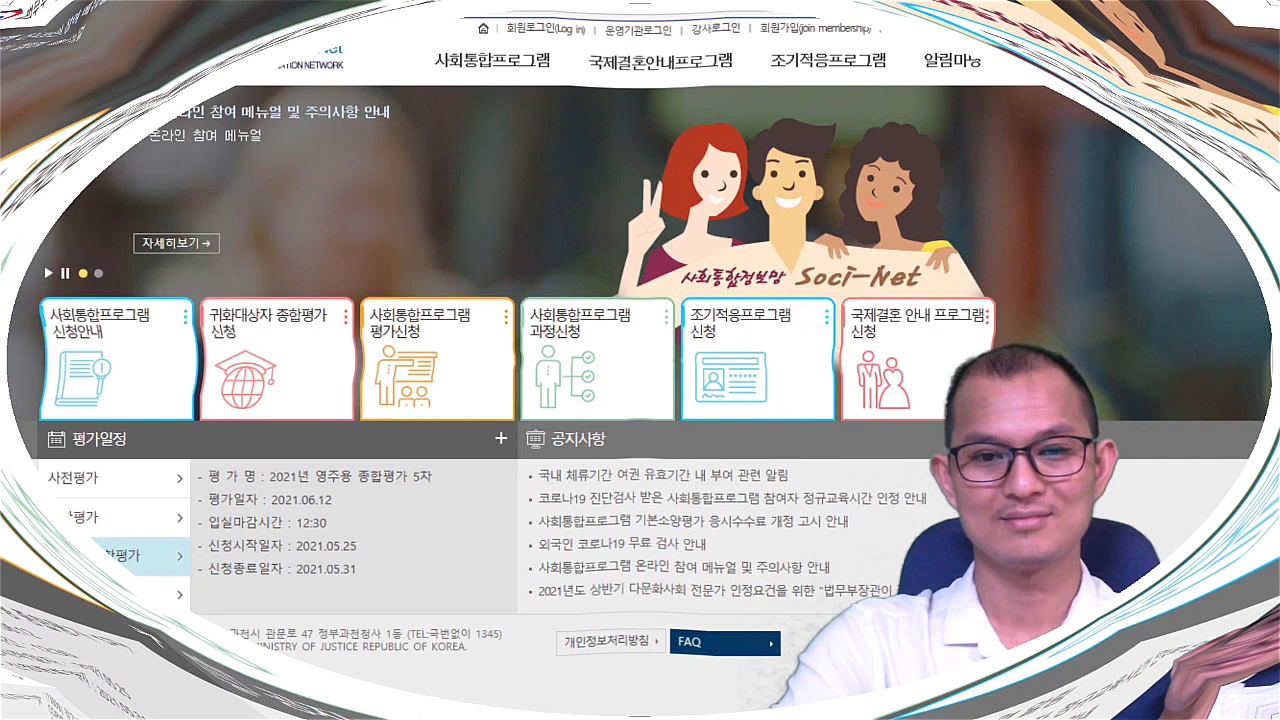 회원로그인(Log in) | 운영기관로그인 | 강사로그인 | 회원가입(join membership)
NETWORK
사회통합프로그램 국제결혼안내프로그램 조기적응프로그램
참여 메뉴얼 및 주의사항 안내
온라인 참여 메뉴얼
자세히보기
사회통합정보망 Soci-Net
사회통합프로그램 신청안내
귀화대상자 종합평가 신청
사회통합프로그램 평가신청
사회통합프로그램 과정신청
조기적응프로그램 신청
국제결혼 안내 프로그램 신청
평가일정 +
사전평가
평가
평가
- 평 가 명 : 2021년 영주용 종합평가 5차
- 평가일자 : 2021.06.12
- 입실마감시간 : 12:30
- 신청시작일자 : 2021.05.25
- 신청종료일자 : 2021.05.31
공지사항
국내 체류기간 여권 유효기간 내 부여 관련 알림
코로나19 진단검사 받은 사회통합프로그램 참여자 정규교육시간 인정 안내
사회통합프로그램 기본소양평가 응시수수료 개정 고시 안내
외국인 코로나19 무료 검사 안내
사회통합프로그램 온라인 참여 메뉴얼 및 주의사항 안내
2021년도 상반기 다문화사회 전문가 인정요건을 위한 "법무부장관이
관문로 47 정부과천청사 1동 (TEL:국번없이 1345)
JUSTICE REPUBLIC OF KOREA.
개인정보처리방침
FAQ